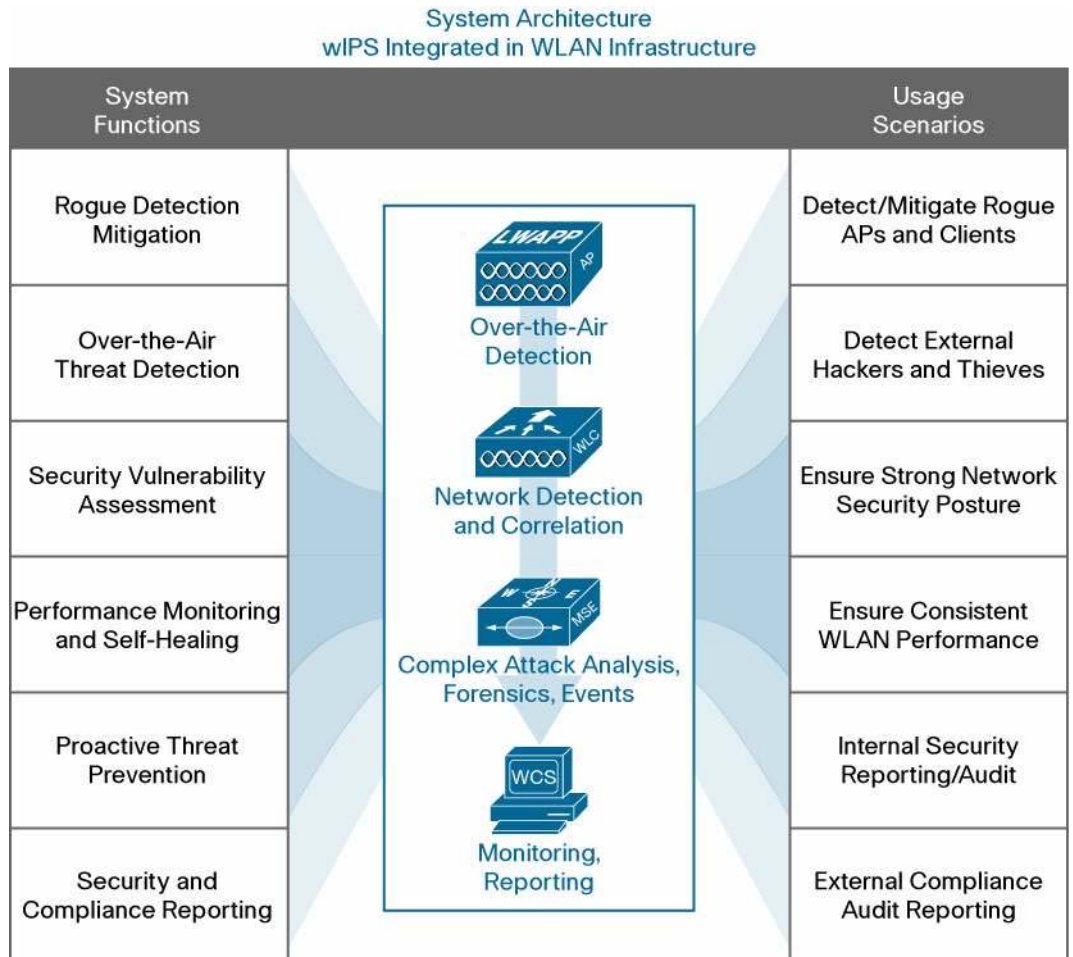 System Architecture
wIPS Integrated in WLAN Infrastructure
System
Functions
Usage
Scenarios
Rogue Detection
Mitigation
Over-the-Air
Threat Detection
Security Vulnerability
Assessment
Performance Monitoring
and Self-Healing
Proactive Threat
Prevention
Security and
Compliance Reporting
LWAPP
AP
Over-the-Air
Detection
WLC
Network Detection
and Correlation
W
E
MSE
Complex Attack Analysis,
Forensics, Events
WCS
Monitoring,
Reporting
Detect/Mitigate Rogue
APs and Clients
Detect External
Hackers and Thieves
Ensure Strong Network
Security Posture
Ensure Consistent
WLAN Performance
Internal Security
Reporting/Audit
External Compliance
Audit Reporting